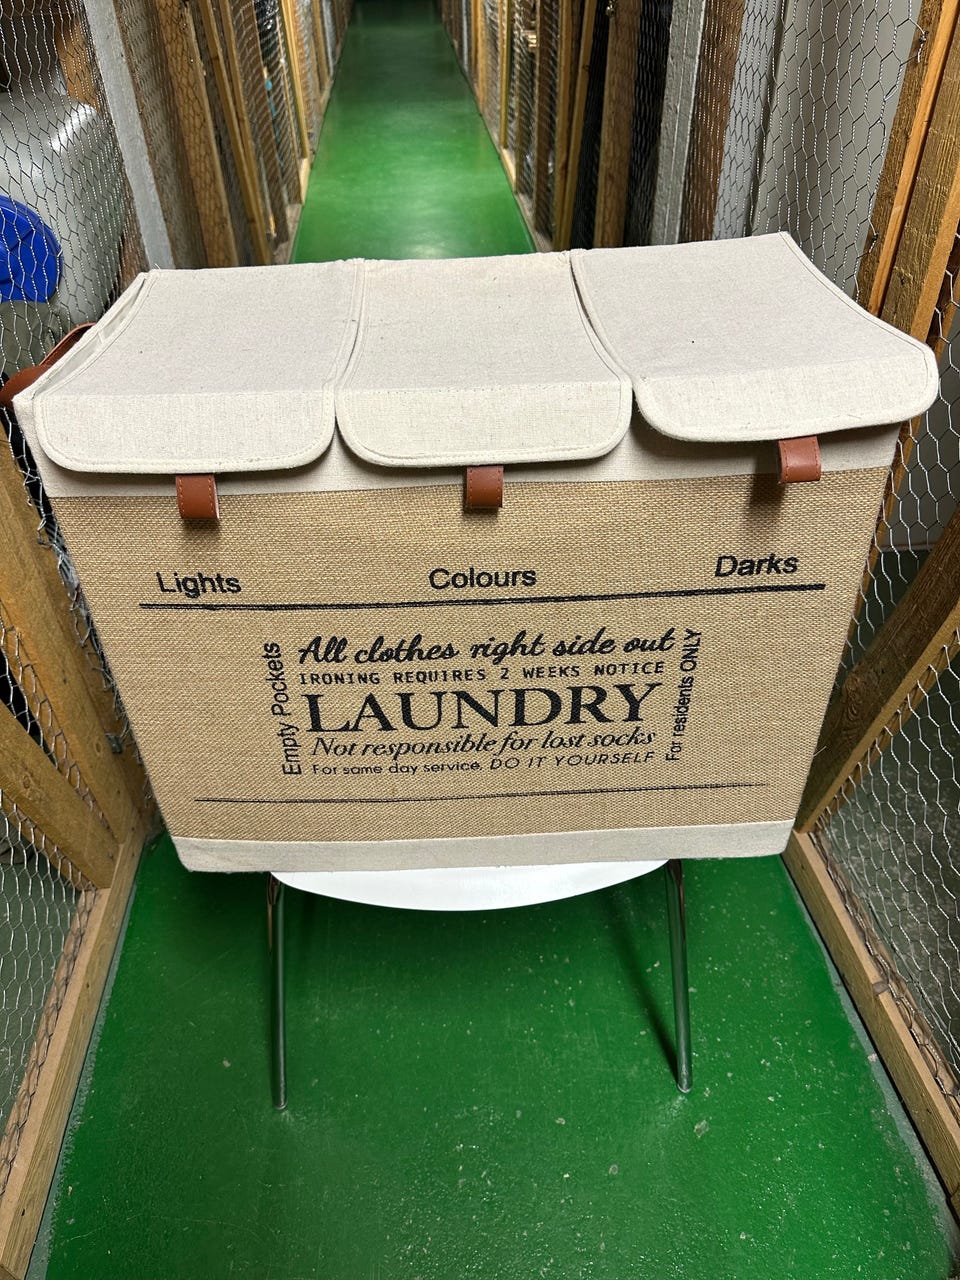 Lights Colours Darks
Empty Pockets
All clothes right side out
IRONING REQUIRES 2 WEEKS NOTICE
LAUNDRY
Not responsible for lost socks
For same day service, DO IT YOURSELF
For residents ONLY